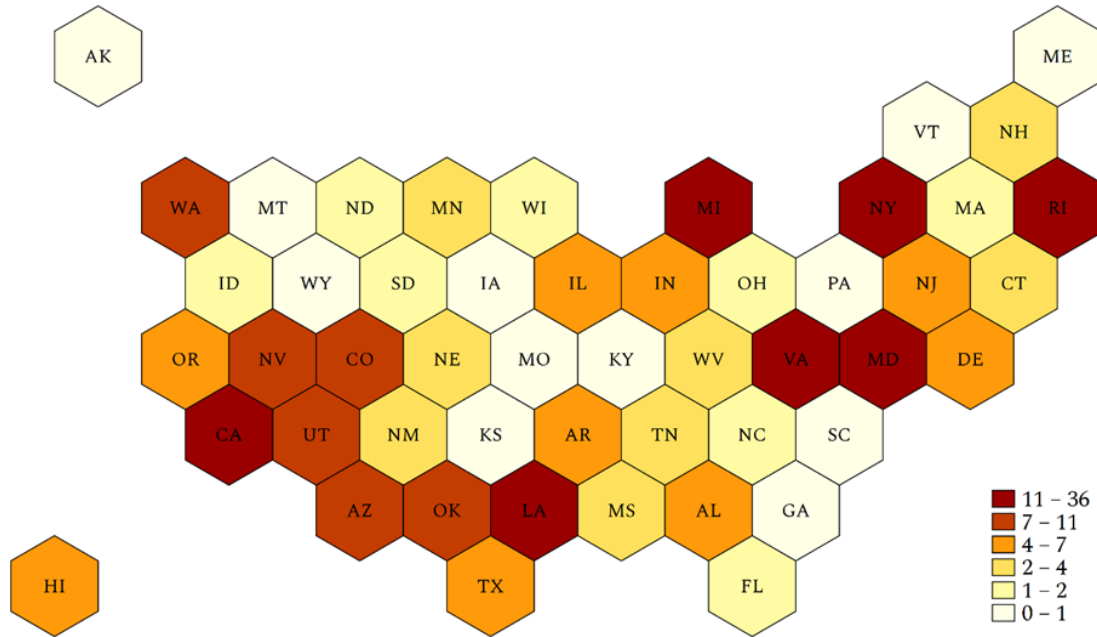 AK
ME
VT
NH
WA
MT
ND
MN
WI
MI
NY
MA
RI
ID
WY
SD
IA
IL
IN
OH
PA
NJ
CT
OR
NV
CO
NE
MO
KY
WV
VA
MD
DE
CA
UT
NM
KS
AR
TN
NC
SC
AZ
OK
LA
MS
AL
GA
HI
TX
FL
11 – 36
7 – 11
4 – 7
2 – 4
1 – 2
0 – 1